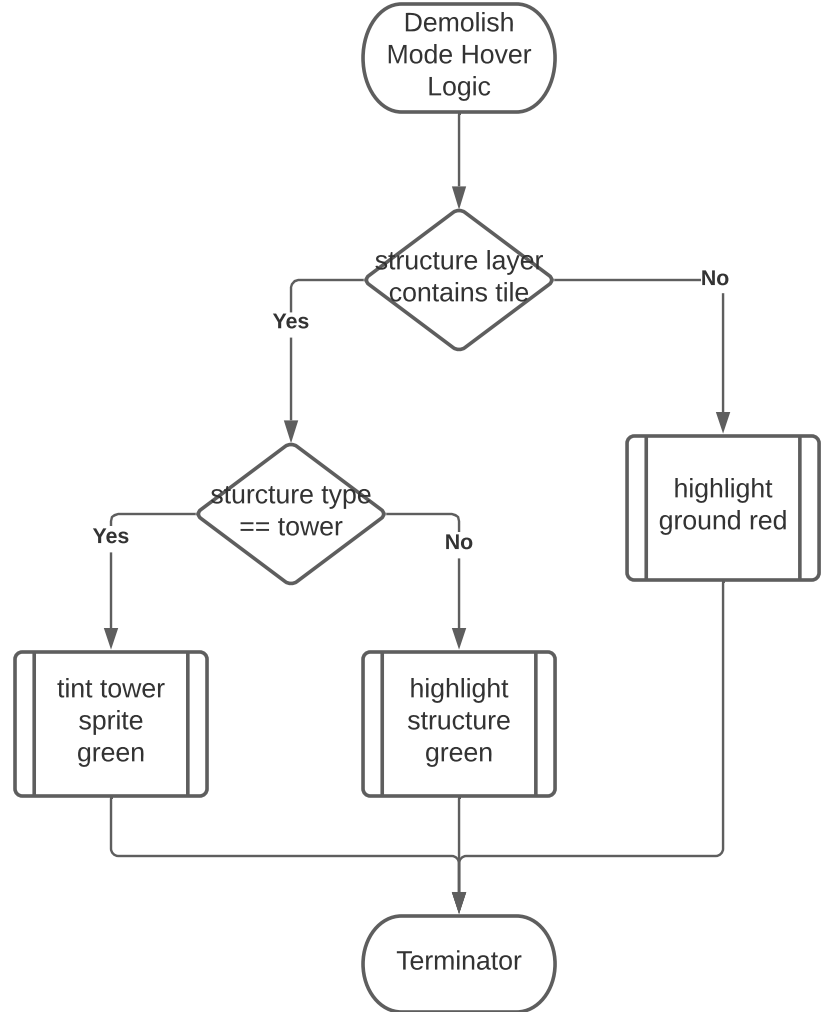 Demolish
Mode Hover
Logic
structure layer
contains tile
No
Yes
sturcture type
== tower
highlight
ground red
Yes
No
tint tower
sprite
green
highlight
structure
green
Terminator